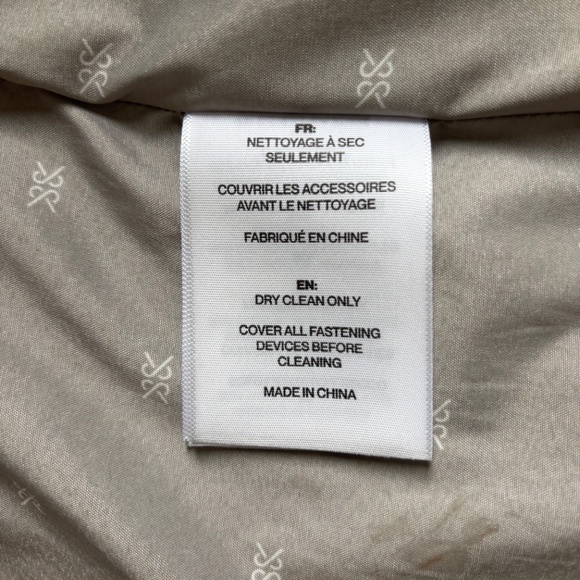 FR:
NETTOYAGE À SEC
SEULEMENT
COUVRIR LES ACCESSOIRES
AVANT LE NETTOYAGE
FABRIQUÉ EN CHINE
EN:
DRY CLEAN ONLY
COVER ALL FASTENING
DEVICES BEFORE
CLEANING
MADE IN CHINA